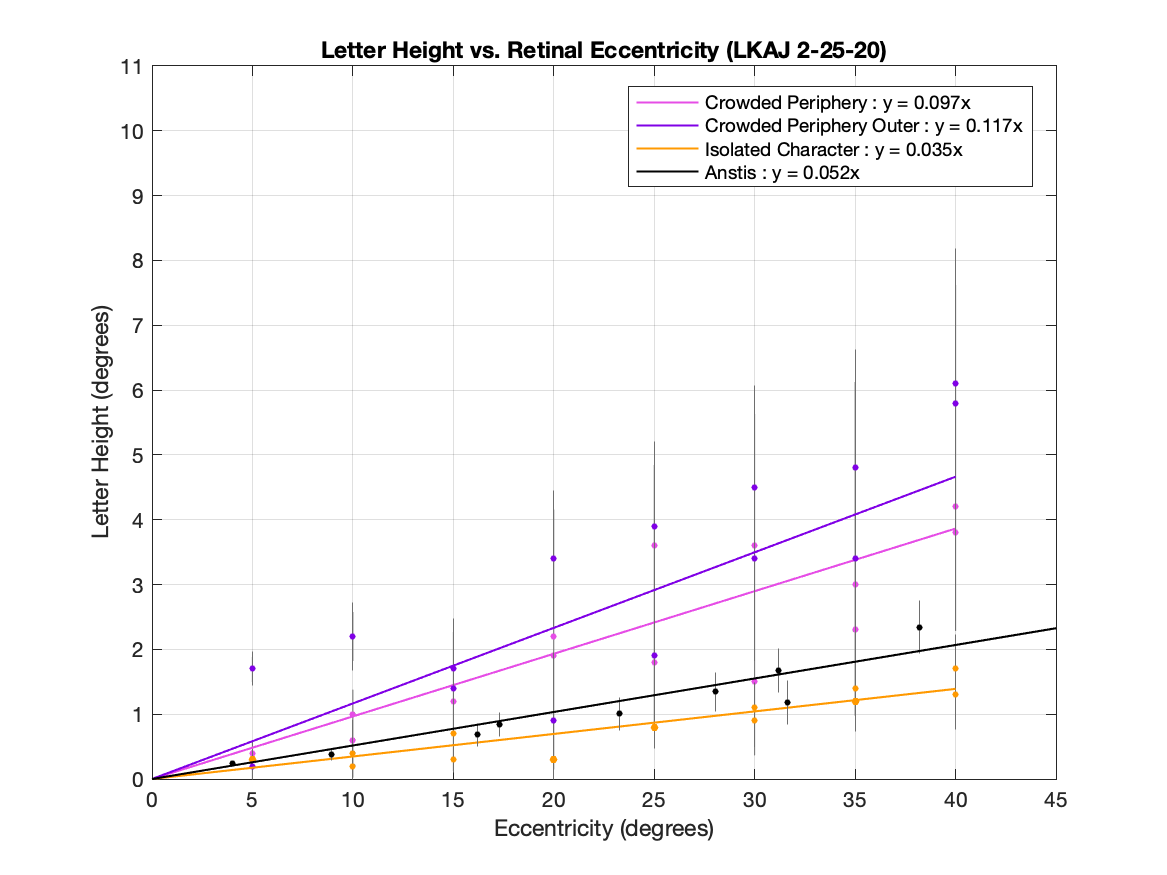 Letter Height vs. Retinal Eccentricity (LKAJ 2-25-20)
11
10
9
8
7
6
5
4
3
2
1
0
Letter Height (degrees)
Crowded Periphery : y = 0.097x
Crowded Periphery Outer : y = 0.117x
Isolated Character : y = 0.035x
Anstis : y = 0.052x
0 5 10 15 20 25 30 35 40 45
Eccentricity (degrees)